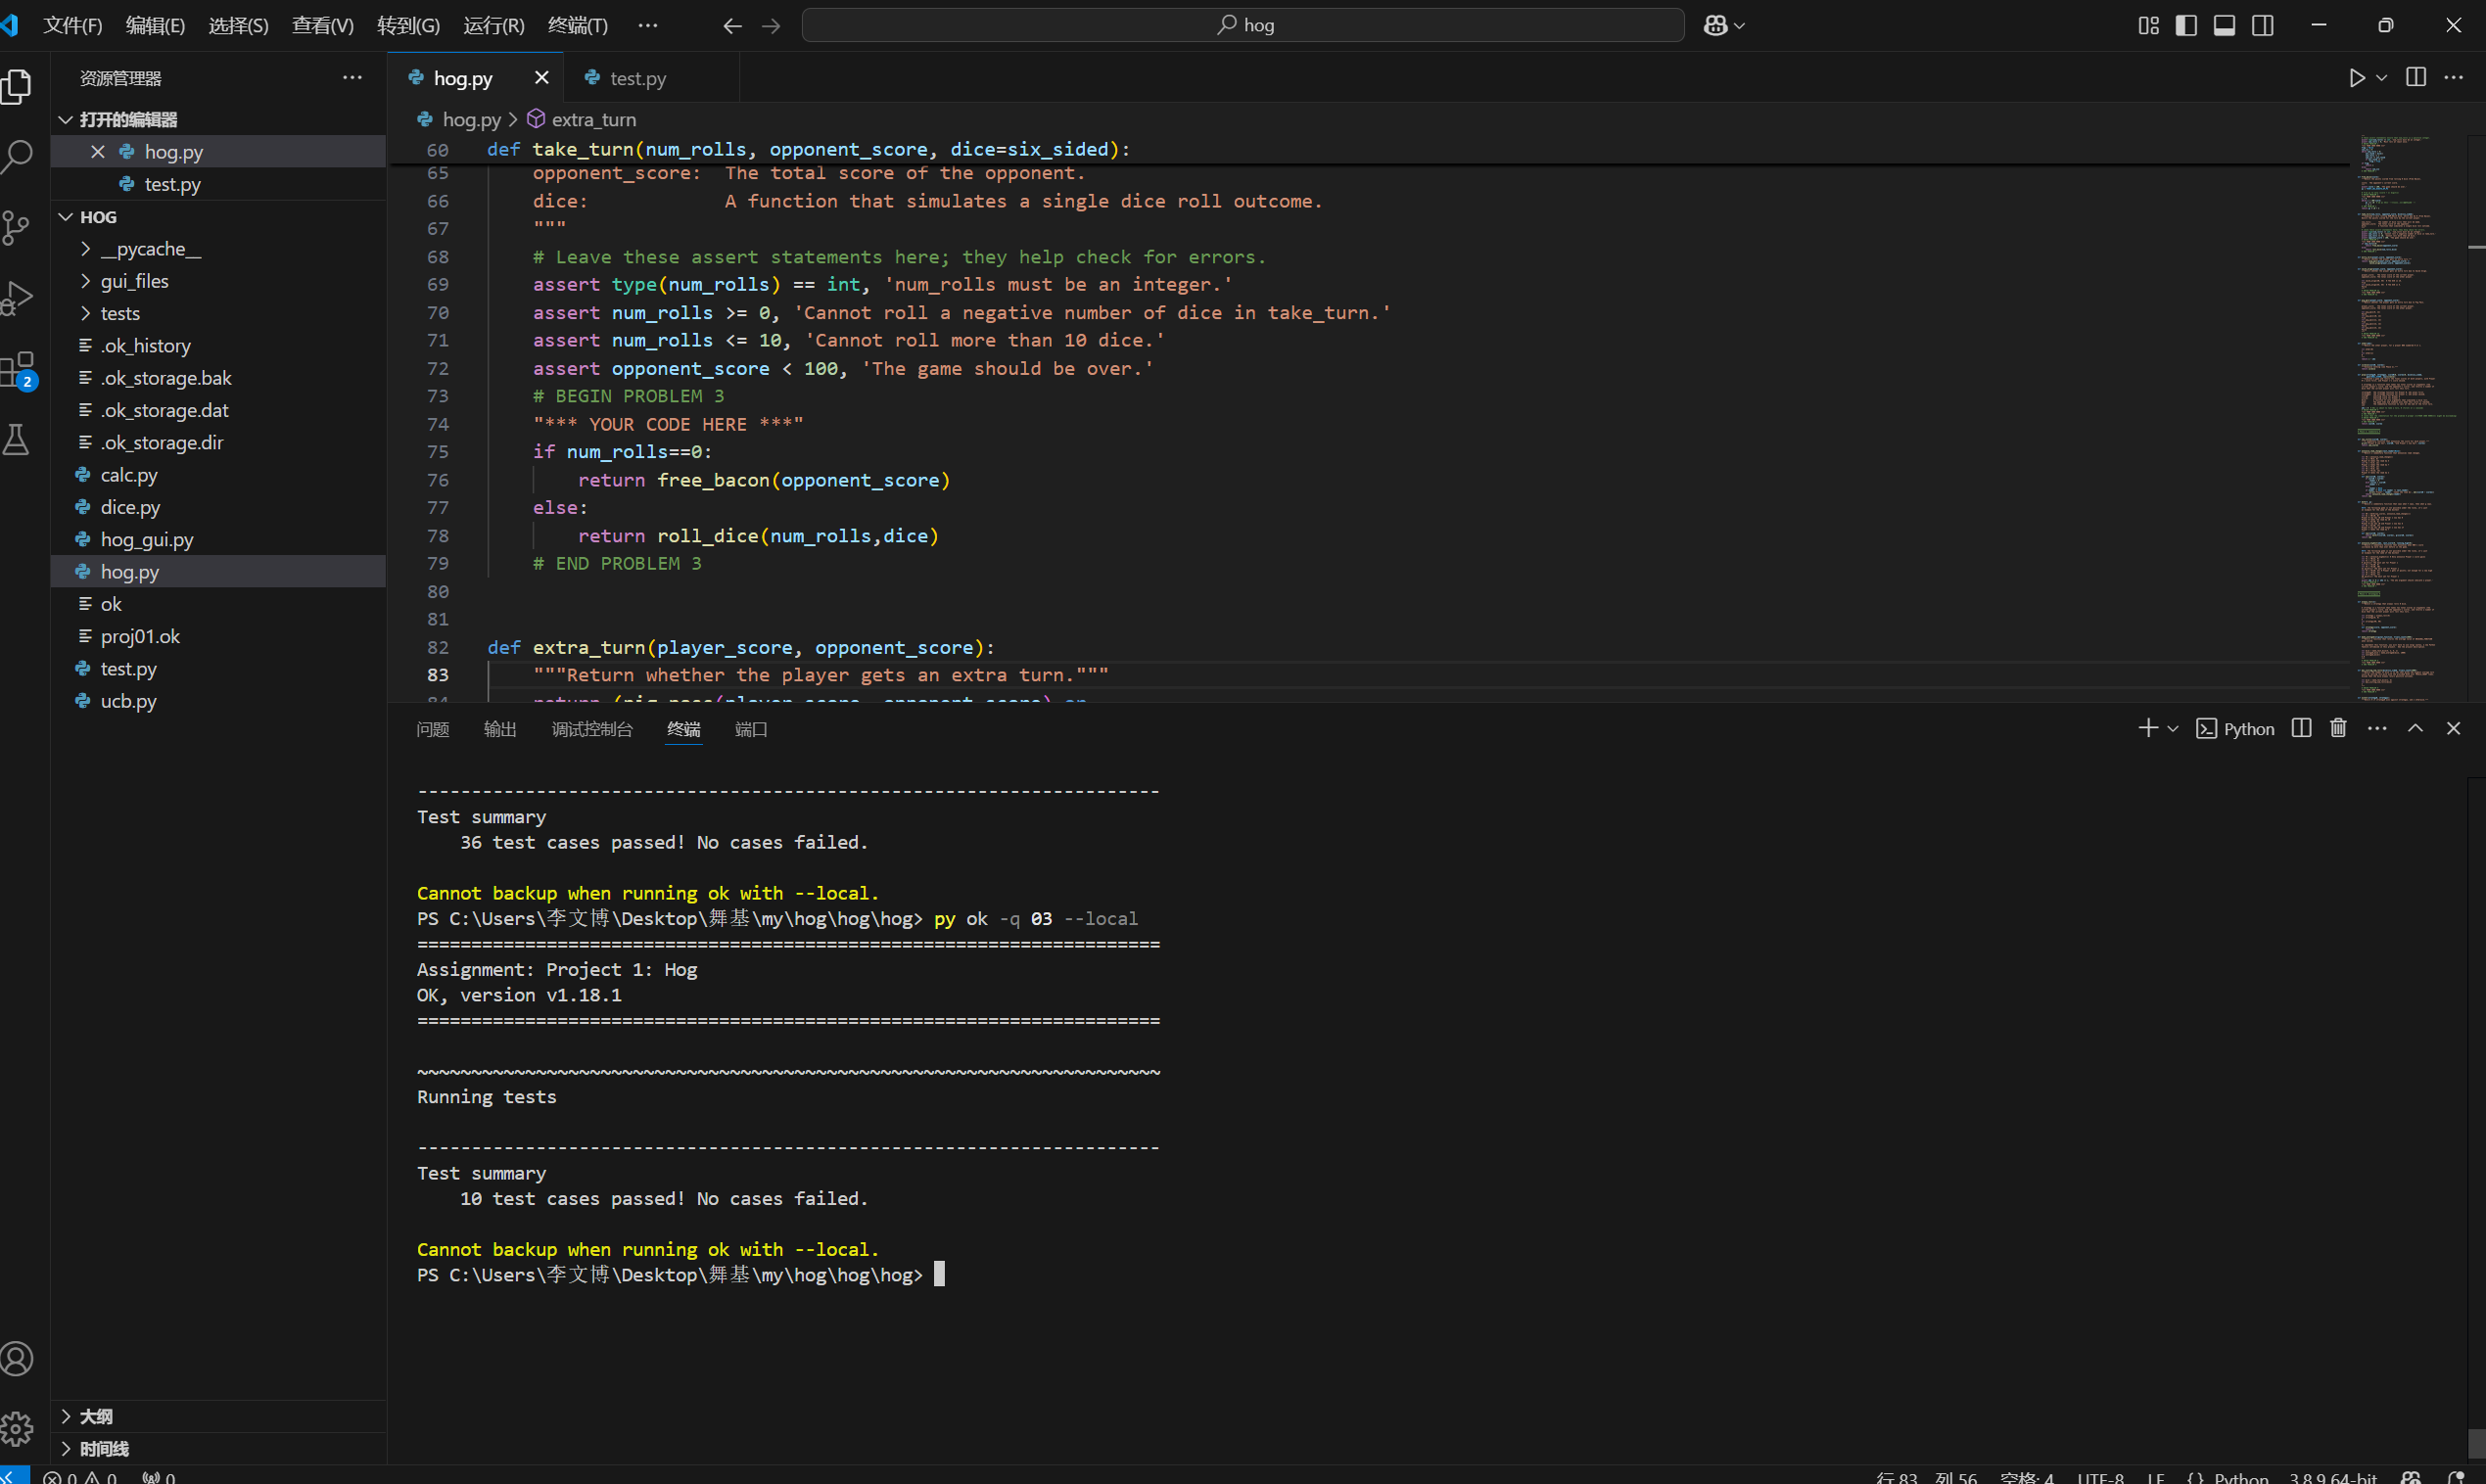 文件(F) 编辑(E) 选择(S) 查看(V) 转到(G) 运行(R) 终端(T) ··· hog
资源管理器 ···
打开的编辑器
hog.py
test.py
HOG
__pycache__
gui_files
tests
.ok_history
.ok_storage.bak
.ok_storage.dat
.ok_storage.dir
calc.py
dice.py
hog_gui.py
hog.py
ok
proj01.ok
test.py
ucb.py
大纲
时间线
2
hog.py test.py
hog.py > extra_turn
60 def take_turn(num_rolls, opponent_score, dice=six_sided):
65 opponent_score:  The total score of the opponent.
66 dice:            A function that simulates a single dice roll outcome.
67 """
68 # Leave these assert statements here; they help check for errors.
69 assert type(num_rolls) == int, 'num_rolls must be an integer.'
70 assert num_rolls >= 0, 'Cannot roll a negative number of dice in take_turn.'
71 assert num_rolls <= 10, 'Cannot roll more than 10 dice.'
72 assert opponent_score < 100, 'The game should be over.'
73 # BEGIN PROBLEM 3
74 "*** YOUR CODE HERE ***"
75 if num_rolls==0:
76 return free_bacon(opponent_score)
77 else:
78 return roll_dice(num_rolls,dice)
79 # END PROBLEM 3
80
81
82 def extra_turn(player_score, opponent_score):
83 """Return whether the player gets an extra turn."""
84 return (pig_pass(player_score, opponent_score) or
问题 输出 调试控制台 终端 端口 Python
---------------------------------------------------------------------
Test summary
36 test cases passed! No cases failed.
Cannot backup when running ok with --local.
PS C:\Users\李文博\Desktop\舞基\my\hog\hog\hog> py ok -q 03 --local
=====================================================================
Assignment: Project 1: Hog
OK, version v1.18.1
=====================================================================
~~~~~~~~~~~~~~~~~~~~~~~~~~~~~~~~~~~~~~~~~~~~~~~~~~~~~~~~~~~~~~~~~~~~~
Running tests
---------------------------------------------------------------------
Test summary
10 test cases passed! No cases failed.
Cannot backup when running ok with --local.
PS C:\Users\李文博\Desktop\舞基\my\hog\hog\hog>
0 0 0 行 83, 列 56 空格: 4 UTF-8 LF {} Python 3.8.9 64-bit